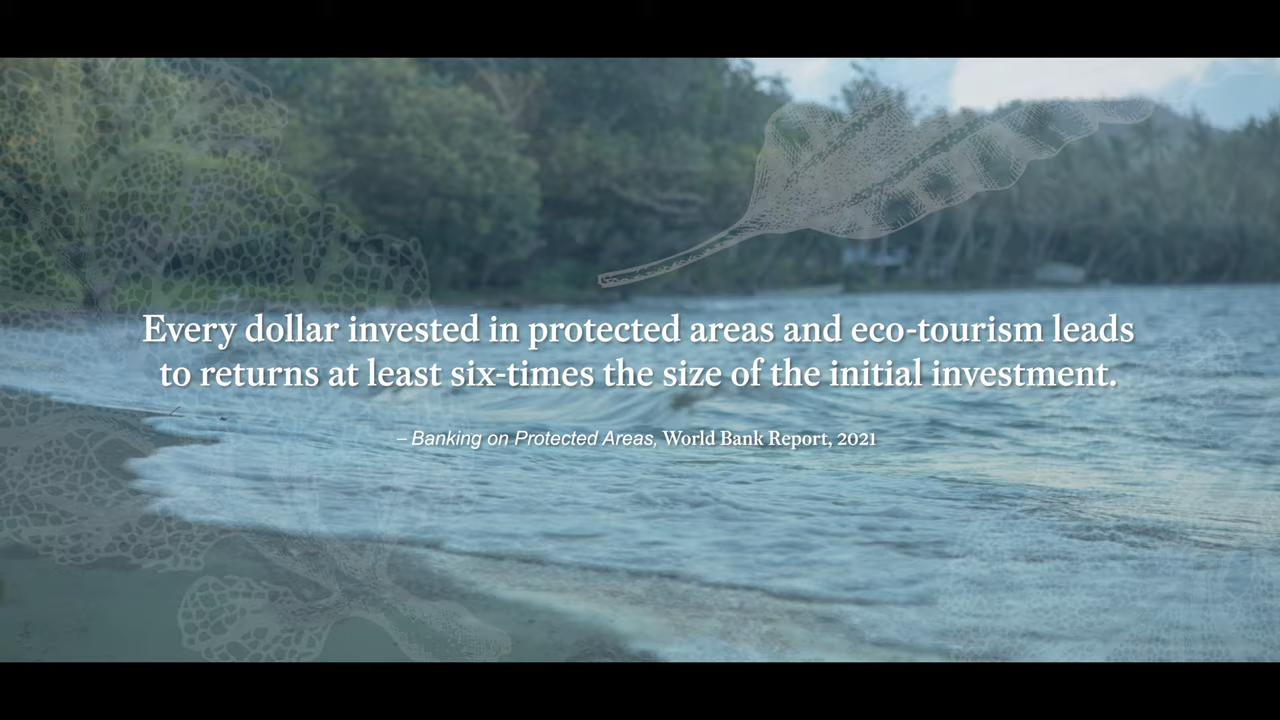 Every dollar invested in protected areas and eco-tourism leads
to returns at least six-times the size of the initial investment.
– Banking on Protected Areas, World Bank Report, 2021